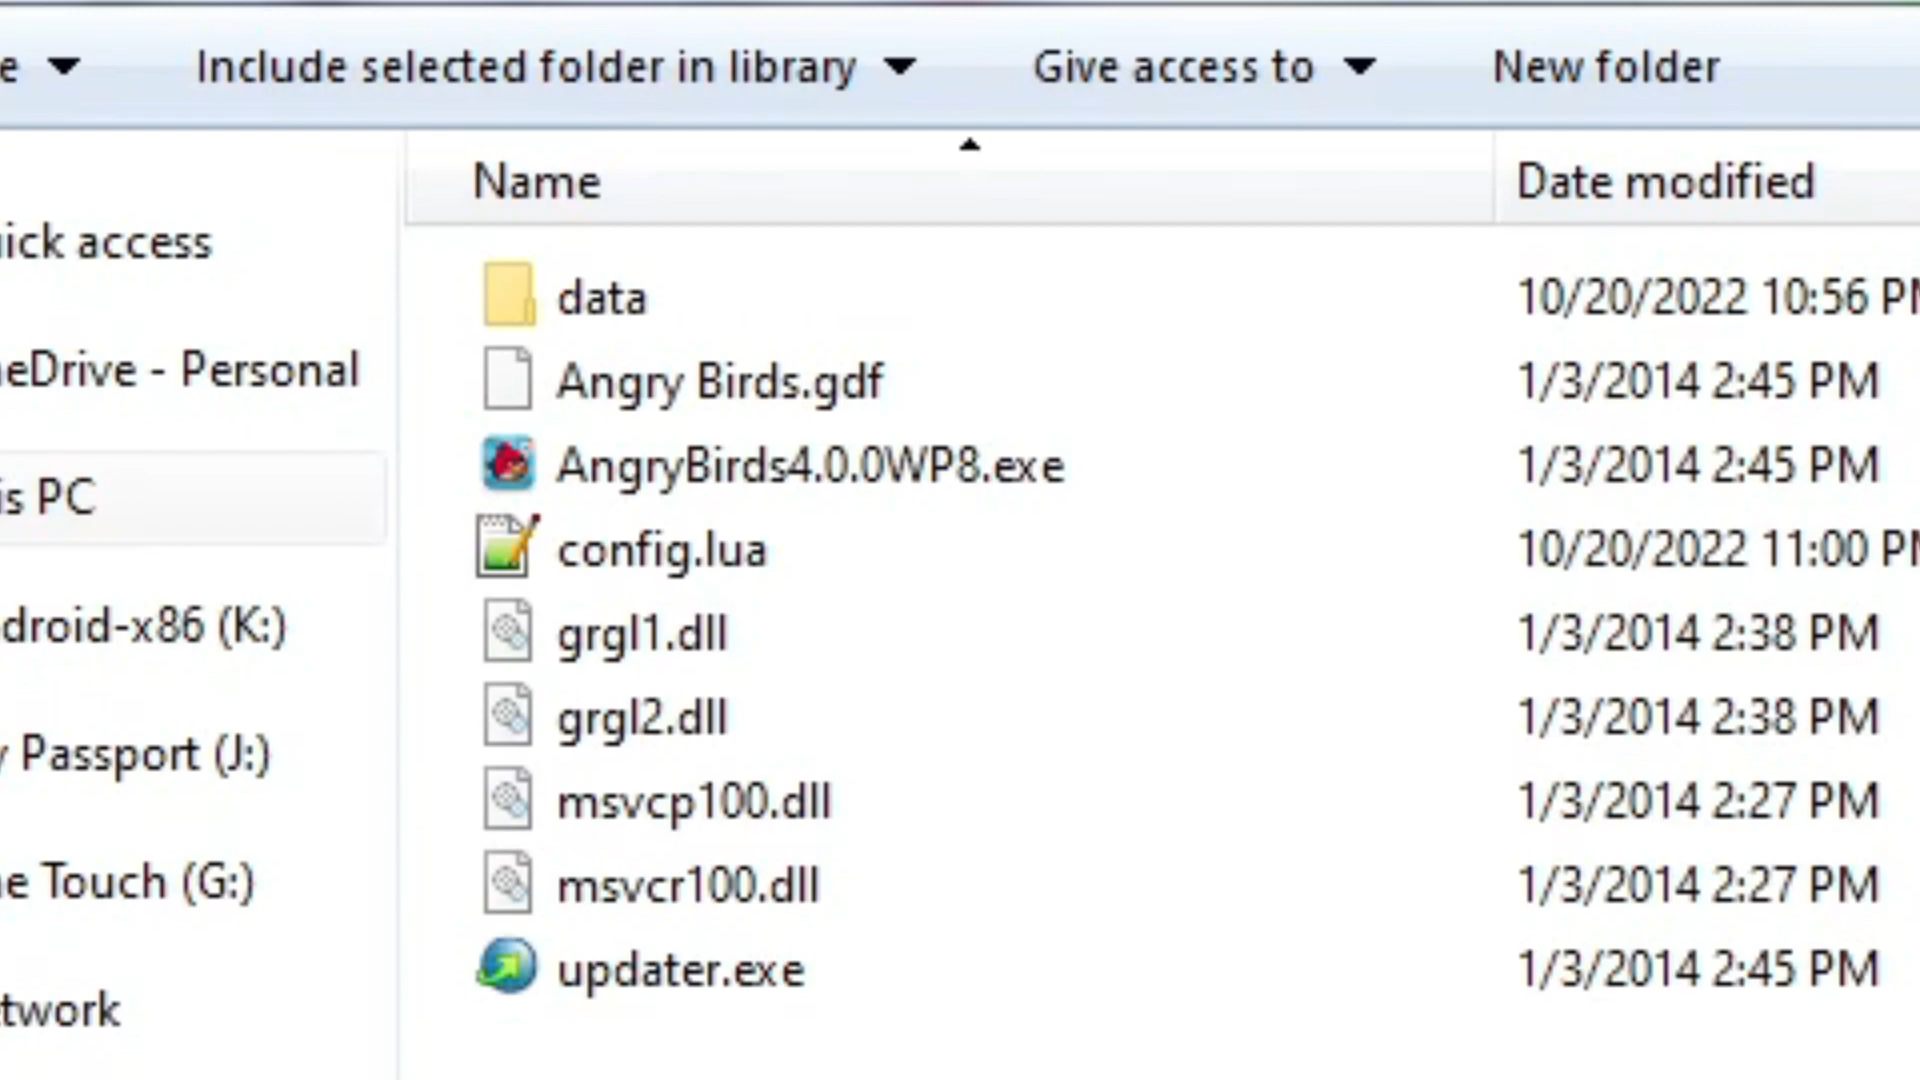 e Include selected folder in library Give access to New folder
Name Date modified
ick access
eDrive - Personal
is PC
droid-x86 (K:)
y Passport (J:)
e Touch (G:)
twork
data 10/20/2022 10:56 PM
Angry Birds.gdf 1/3/2014 2:45 PM
AngryBirds4.0.0WP8.exe 1/3/2014 2:45 PM
config.lua 10/20/2022 11:00 PM
grgl1.dll 1/3/2014 2:38 PM
grgl2.dll 1/3/2014 2:38 PM
msvcp100.dll 1/3/2014 2:27 PM
msvcr100.dll 1/3/2014 2:27 PM
updater.exe 1/3/2014 2:45 PM